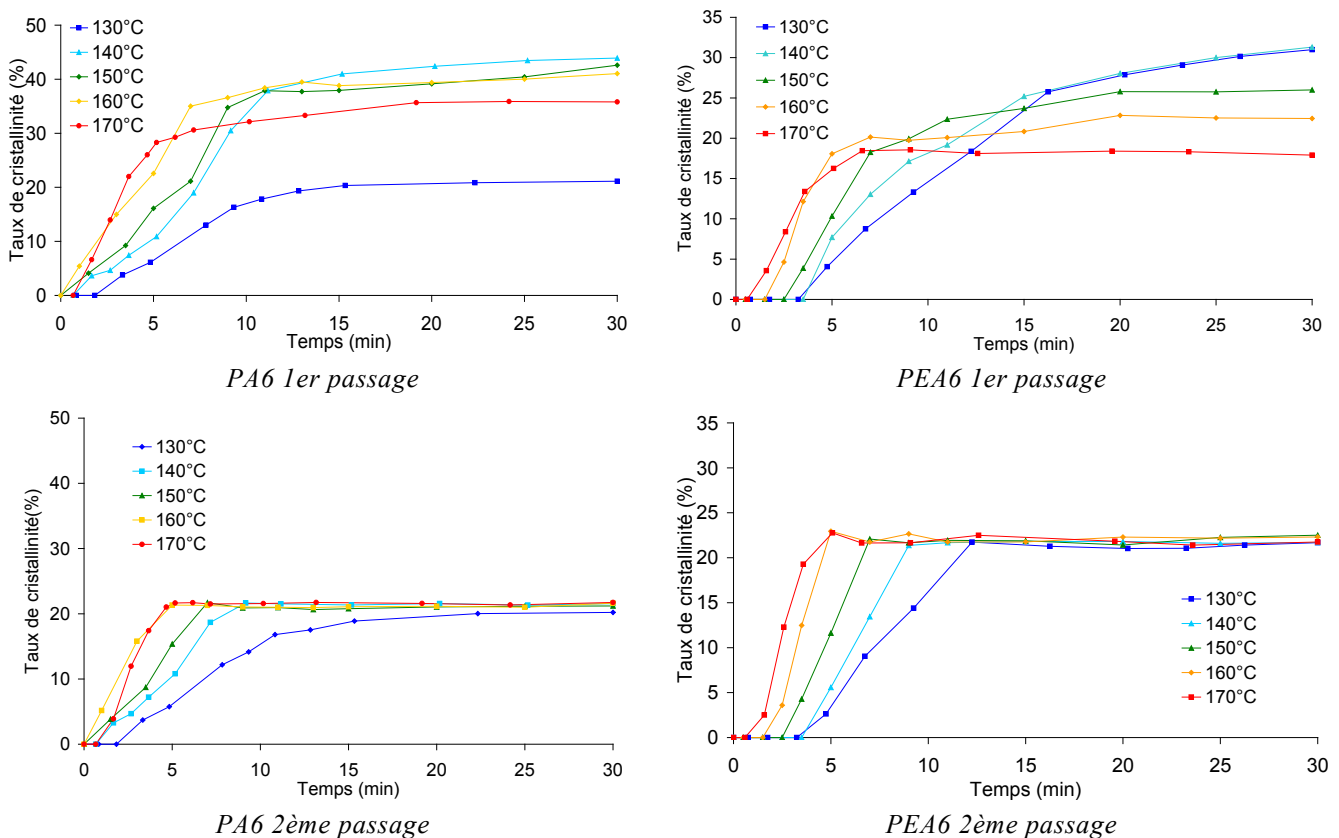 50
40
30
20
10
0
Taux de cristallinité (%)
130°C
140°C
150°C
160°C
170°C
0 5 10 15 20 25 30
Temps (min)
PA6 1er passage
35
30
25
20
15
10
5
0
Taux de cristallinité (%)
130°C
140°C
150°C
160°C
170°C
0 5 10 15 20 25 30
Temps (min)
PEA6 1er passage
50
40
30
20
10
0
Taux de cristallinité(%)
130°C
140°C
150°C
160°C
170°C
0 5 10 15 20 25 30
Temps (min)
PA6 2ème passage
35
30
25
20
15
10
5
0
Taux de cristallinité (%)
130°C
140°C
150°C
160°C
170°C
0 5 10 15 20 25 30
Temps (min)
PEA6 2ème passage